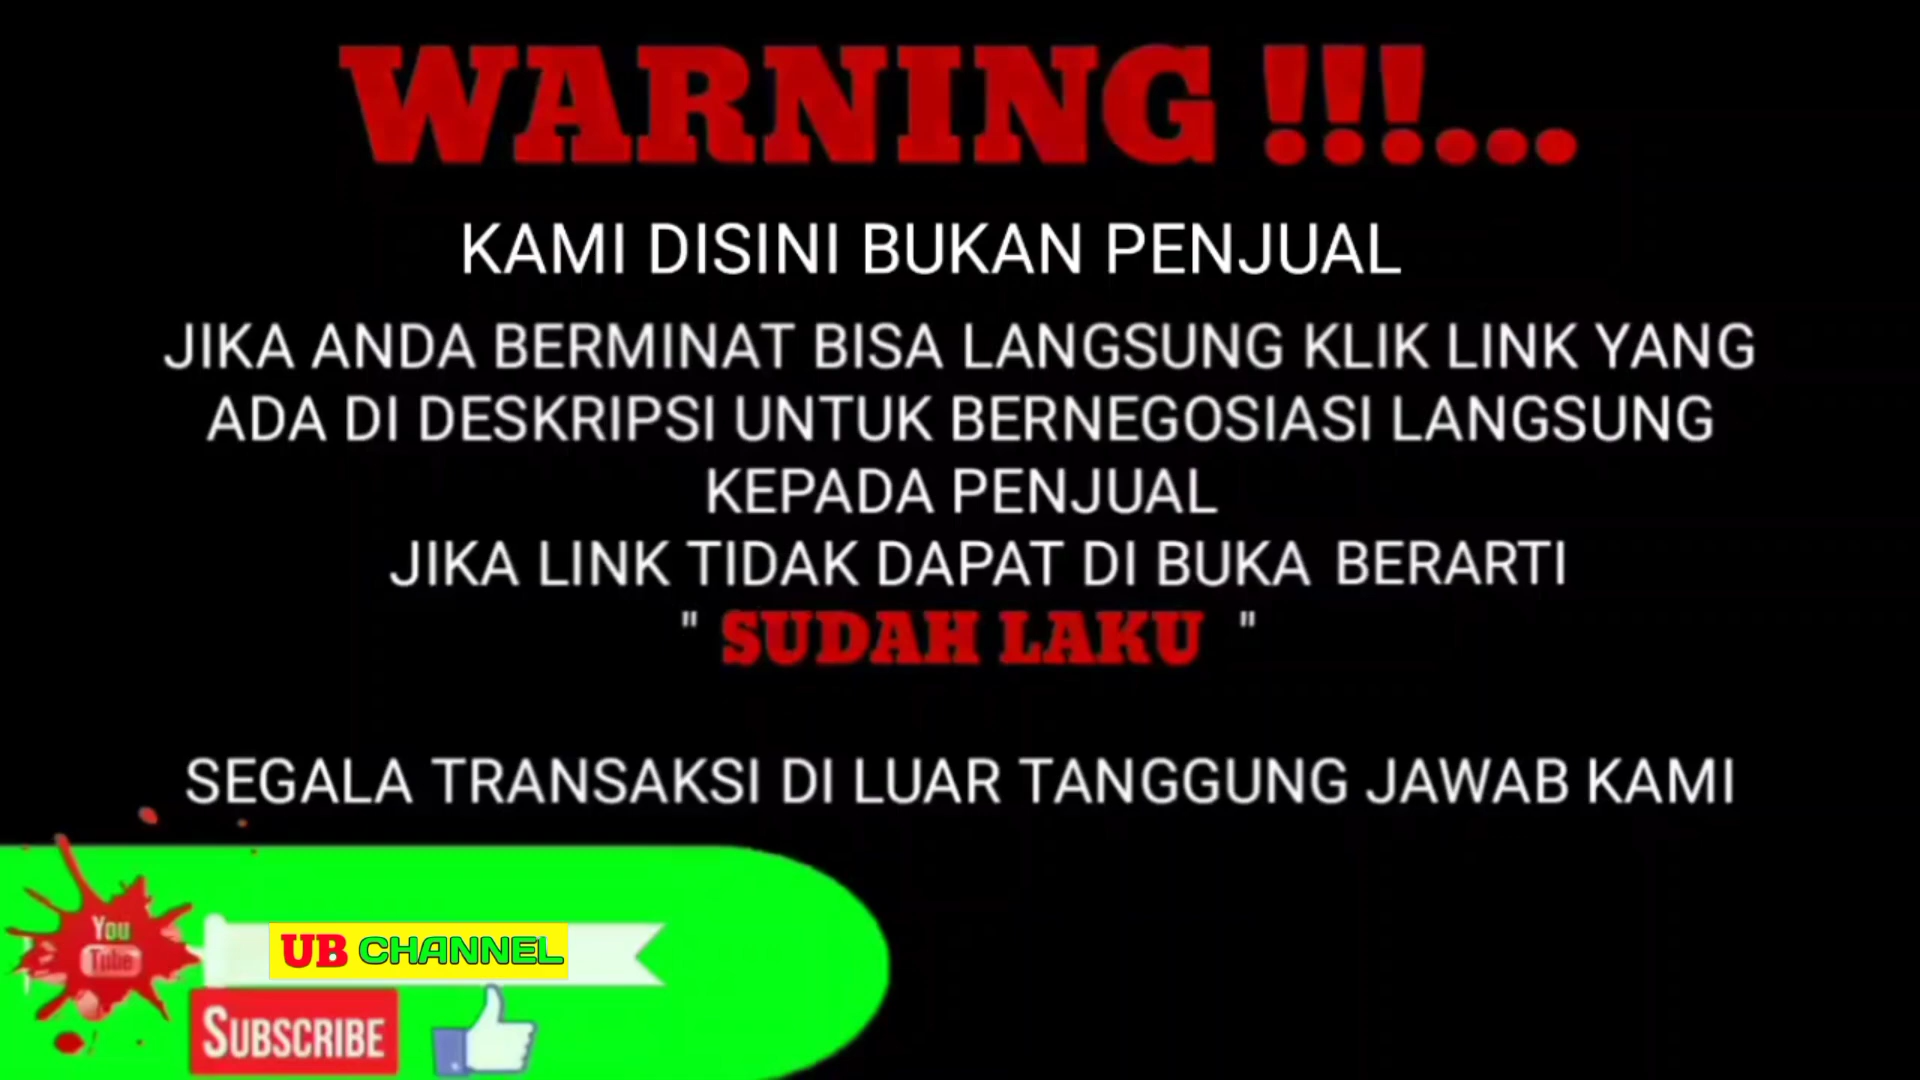 WARNING !!!...
KAMI DISINI BUKAN PENJUAL
JIKA ANDA BERMINAT BISA LANGSUNG KLIK LINK YANG
ADA DI DESKRIPSI UNTUK BERNEGOSIASI LANGSUNG
KEPADA PENJUAL
JIKA LINK TIDAK DAPAT DI BUKA BERARTI
" SUDAH LAKU "
SEGALA TRANSAKSI DI LUAR TANGGUNG JAWAB KAMI
You
Tube
UB CHANNEL
SUBSCRIBE